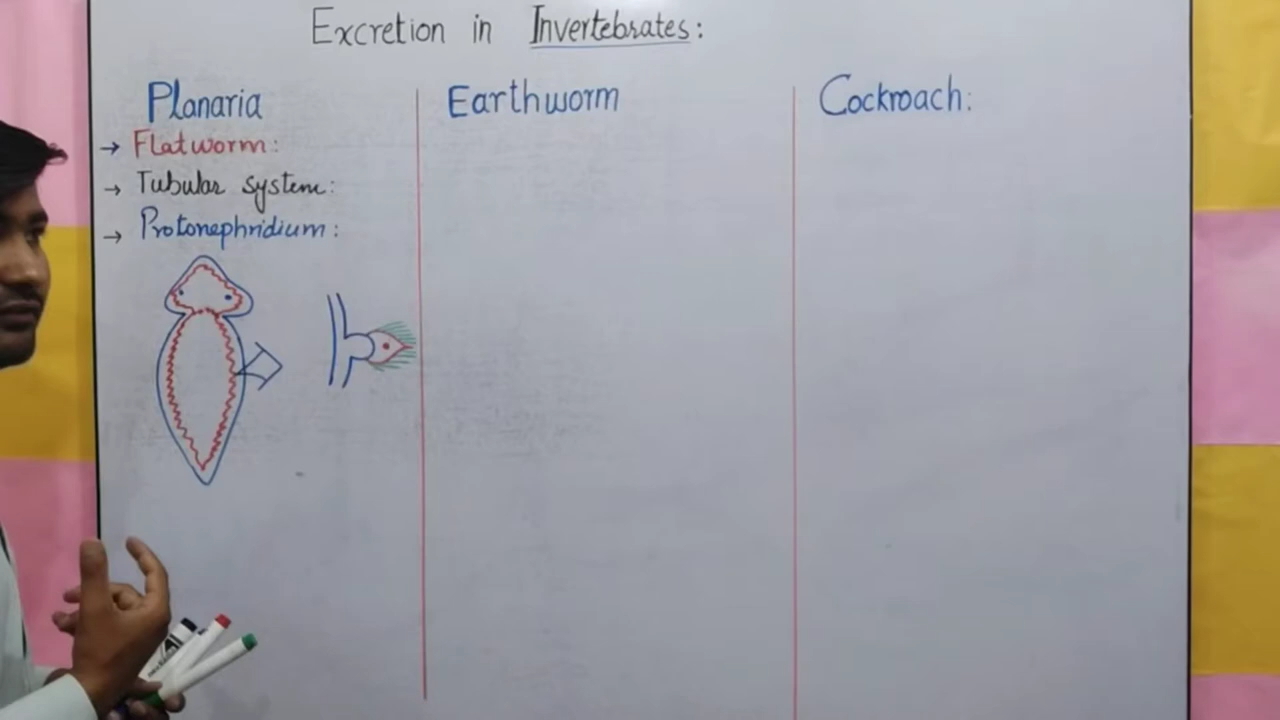 Excretion in Invertebrates:
Planaria
→ Flatworm:
→ Tubular system:
→ Protonephridium:
Earthworm
Cockroach: